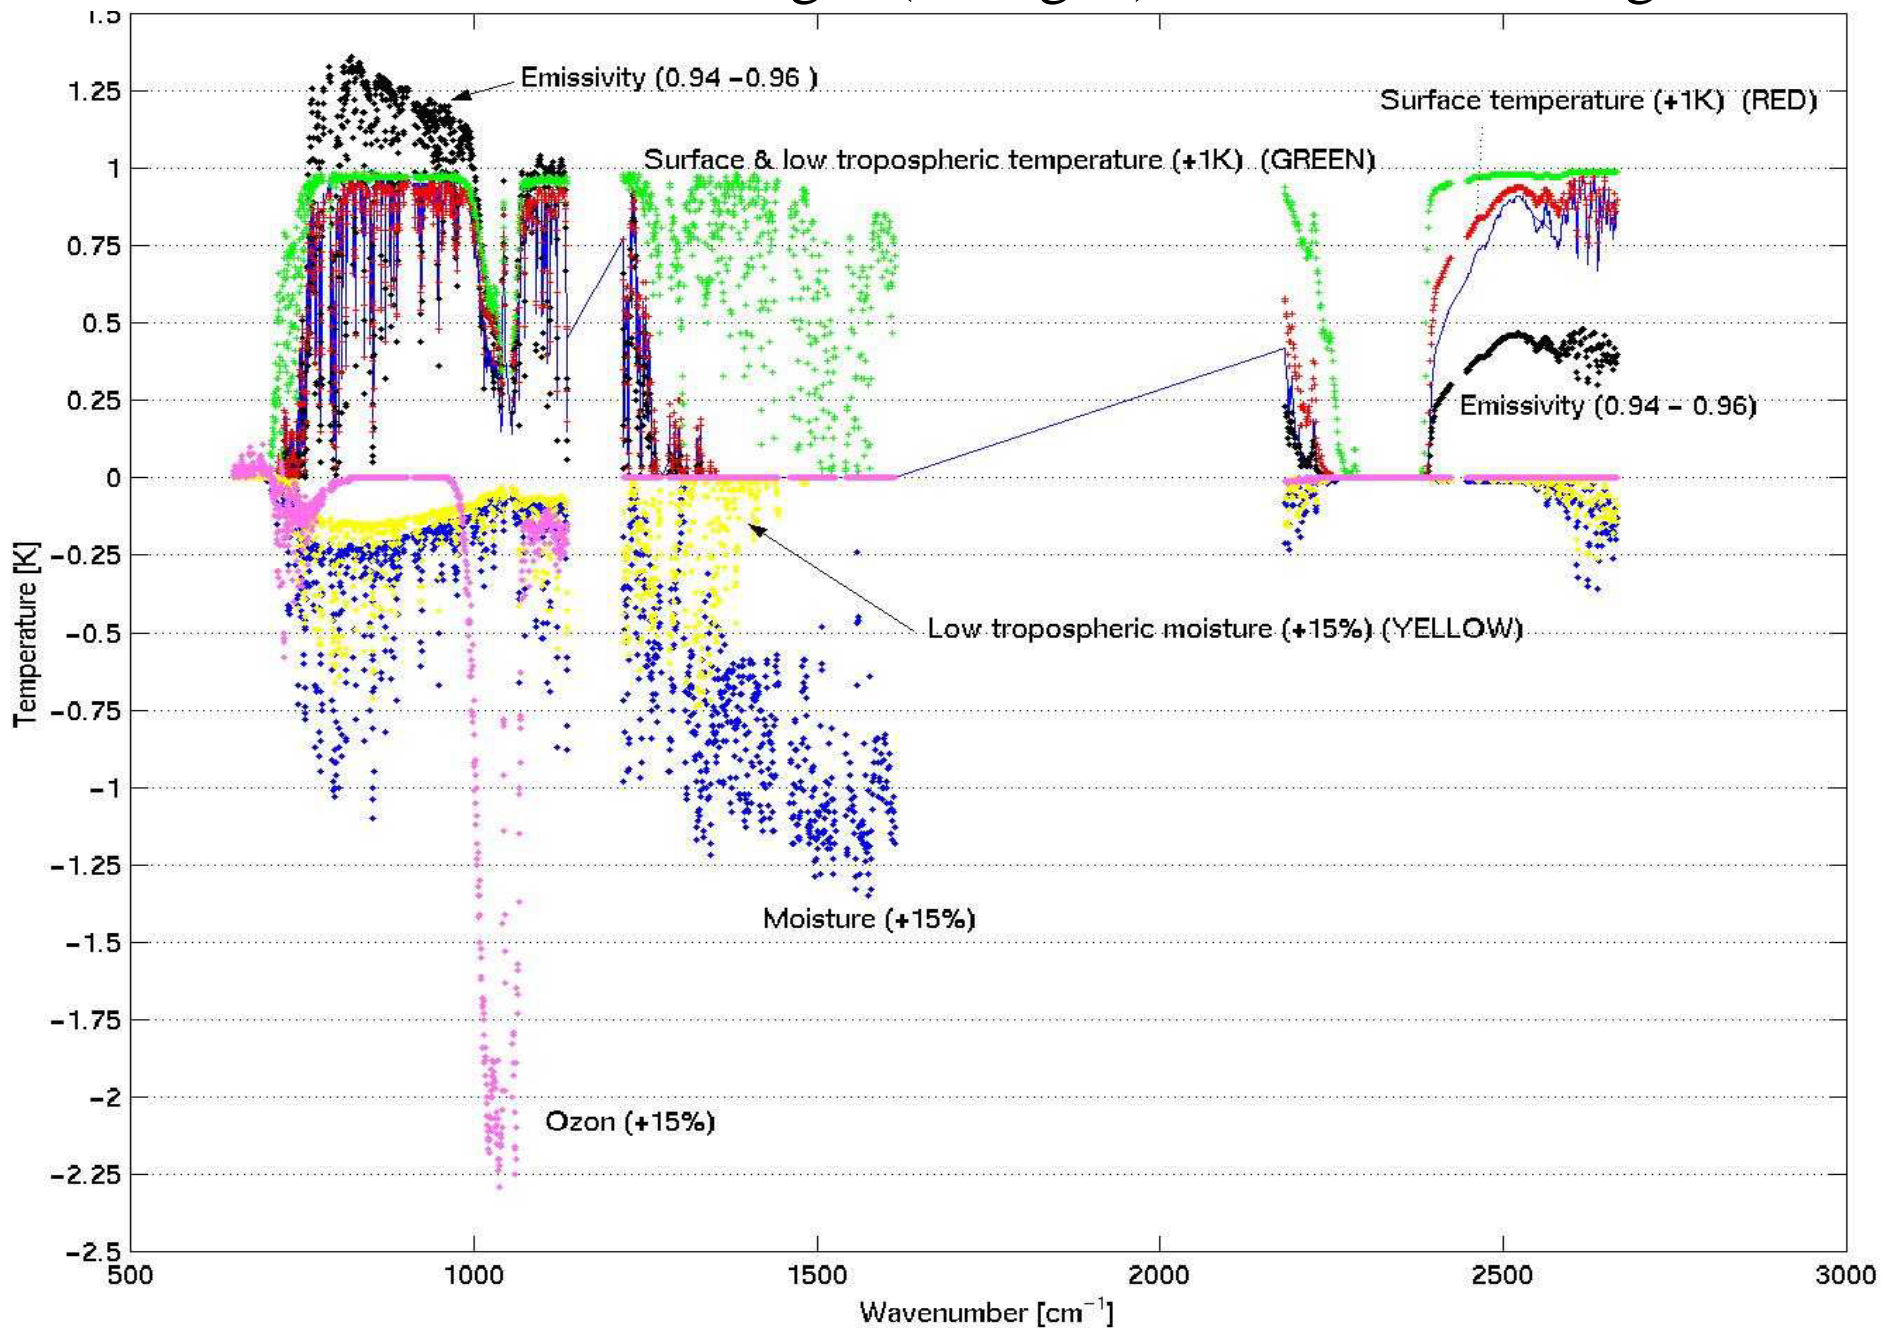 1.5
1.25
1
0.75
0.5
0.25
0
−0.25
−0.5
−0.75
−1
−1.25
−1.5
−1.75
−2
−2.25
−2.5
Temperature [K]
Emissivity (0.94 −0.96 )
Surface temperature (+1K) (RED)
Surface & low tropospheric temperature (+1K) (GREEN)
Emissivity (0.94 − 0.96)
Low tropospheric moisture (+15%) (YELLOW)
Moisture (+15%)
Ozon (+15%)
500 1000 1500 2000 2500 3000
Wavenumber [cm⁻¹]